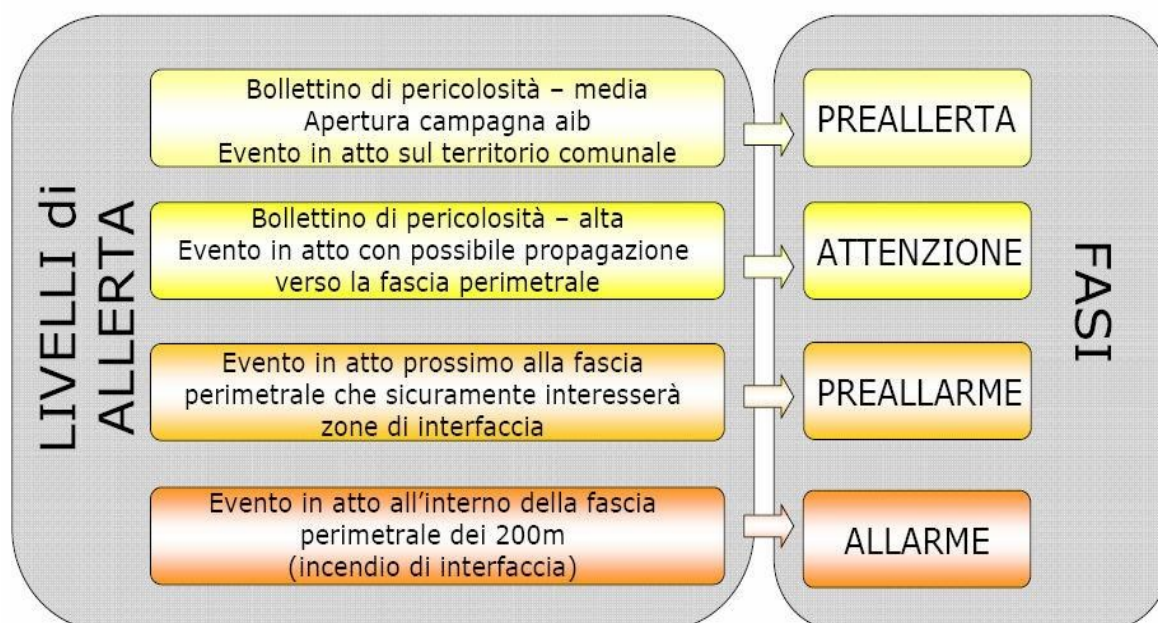 LIVELLI di
ALLERTA
Bollettino di pericolosità – media
Apertura campagna aib
Evento in atto sul territorio comunale
PREALLERTA
Bollettino di pericolosità – alta
Evento in atto con possibile propagazione
verso la fascia perimetrale
ATTENZIONE
Evento in atto prossimo alla fascia
perimetrale che sicuramente interesserà
zone di interfaccia
PREALLARME
Evento in atto all’interno della fascia
perimetrale dei 200m
(incendio di interfaccia)
ALLARME
FASI